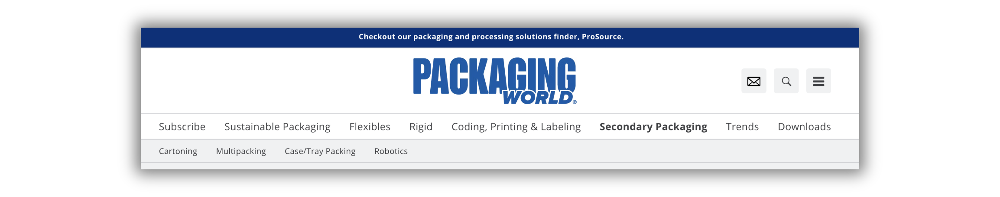 Checkout our packaging and processing solutions finder, ProSource.
PACKAGING
WORLD®
Subscribe Sustainable Packaging Flexibles Rigid Coding, Printing & Labeling Secondary Packaging Trends Downloads
Cartoning Multipacking Case/Tray Packing Robotics